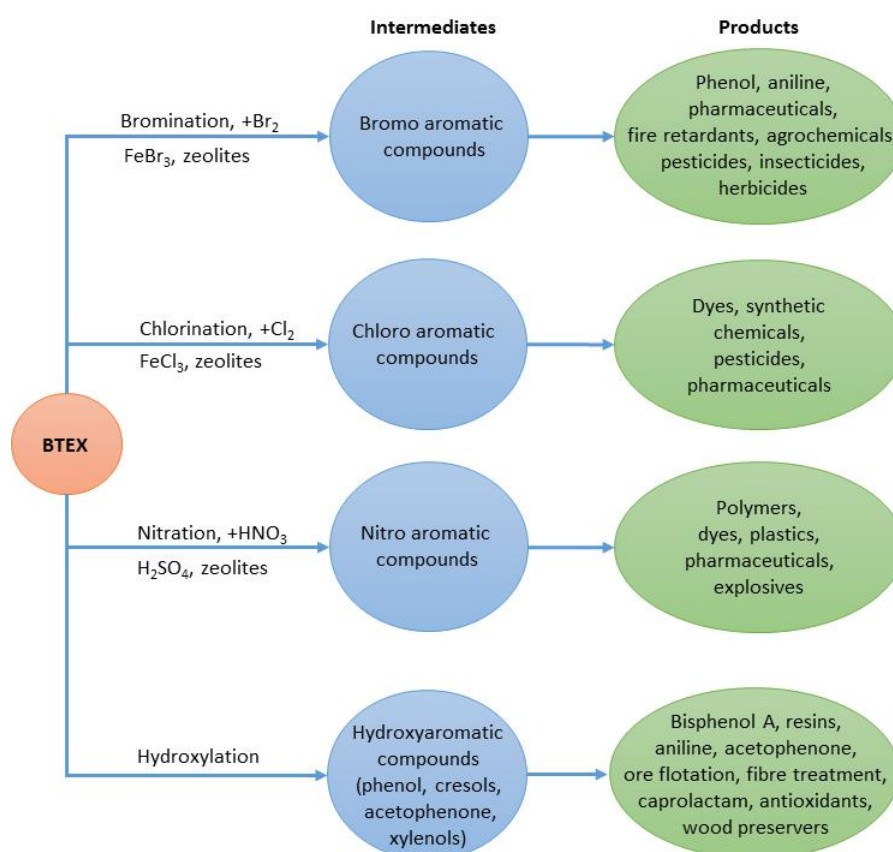 Intermediates
Products
Bromination, +Br₂
FeBr₃, zeolites
Bromo aromatic
compounds
Phenol, aniline,
pharmaceuticals,
fire retardants, agrochemicals
pesticides, insecticides,
herbicides
Chlorination, +Cl₂
FeCl₃, zeolites
Chloro aromatic
compounds
Dyes, synthetic
chemicals,
pesticides,
pharmaceuticals
BTEX
Nitration, +HNO₃
H₂SO₄, zeolites
Nitro aromatic
compounds
Polymers,
dyes, plastics,
pharmaceuticals,
explosives
Hydroxylation
Hydroxyaromatic
compounds
(phenol, cresols,
acetophenone,
xylenols)
Bisphenol A, resins,
aniline, acetophenone,
ore flotation, fibre treatment,
caprolactam, antioxidants,
wood preservers